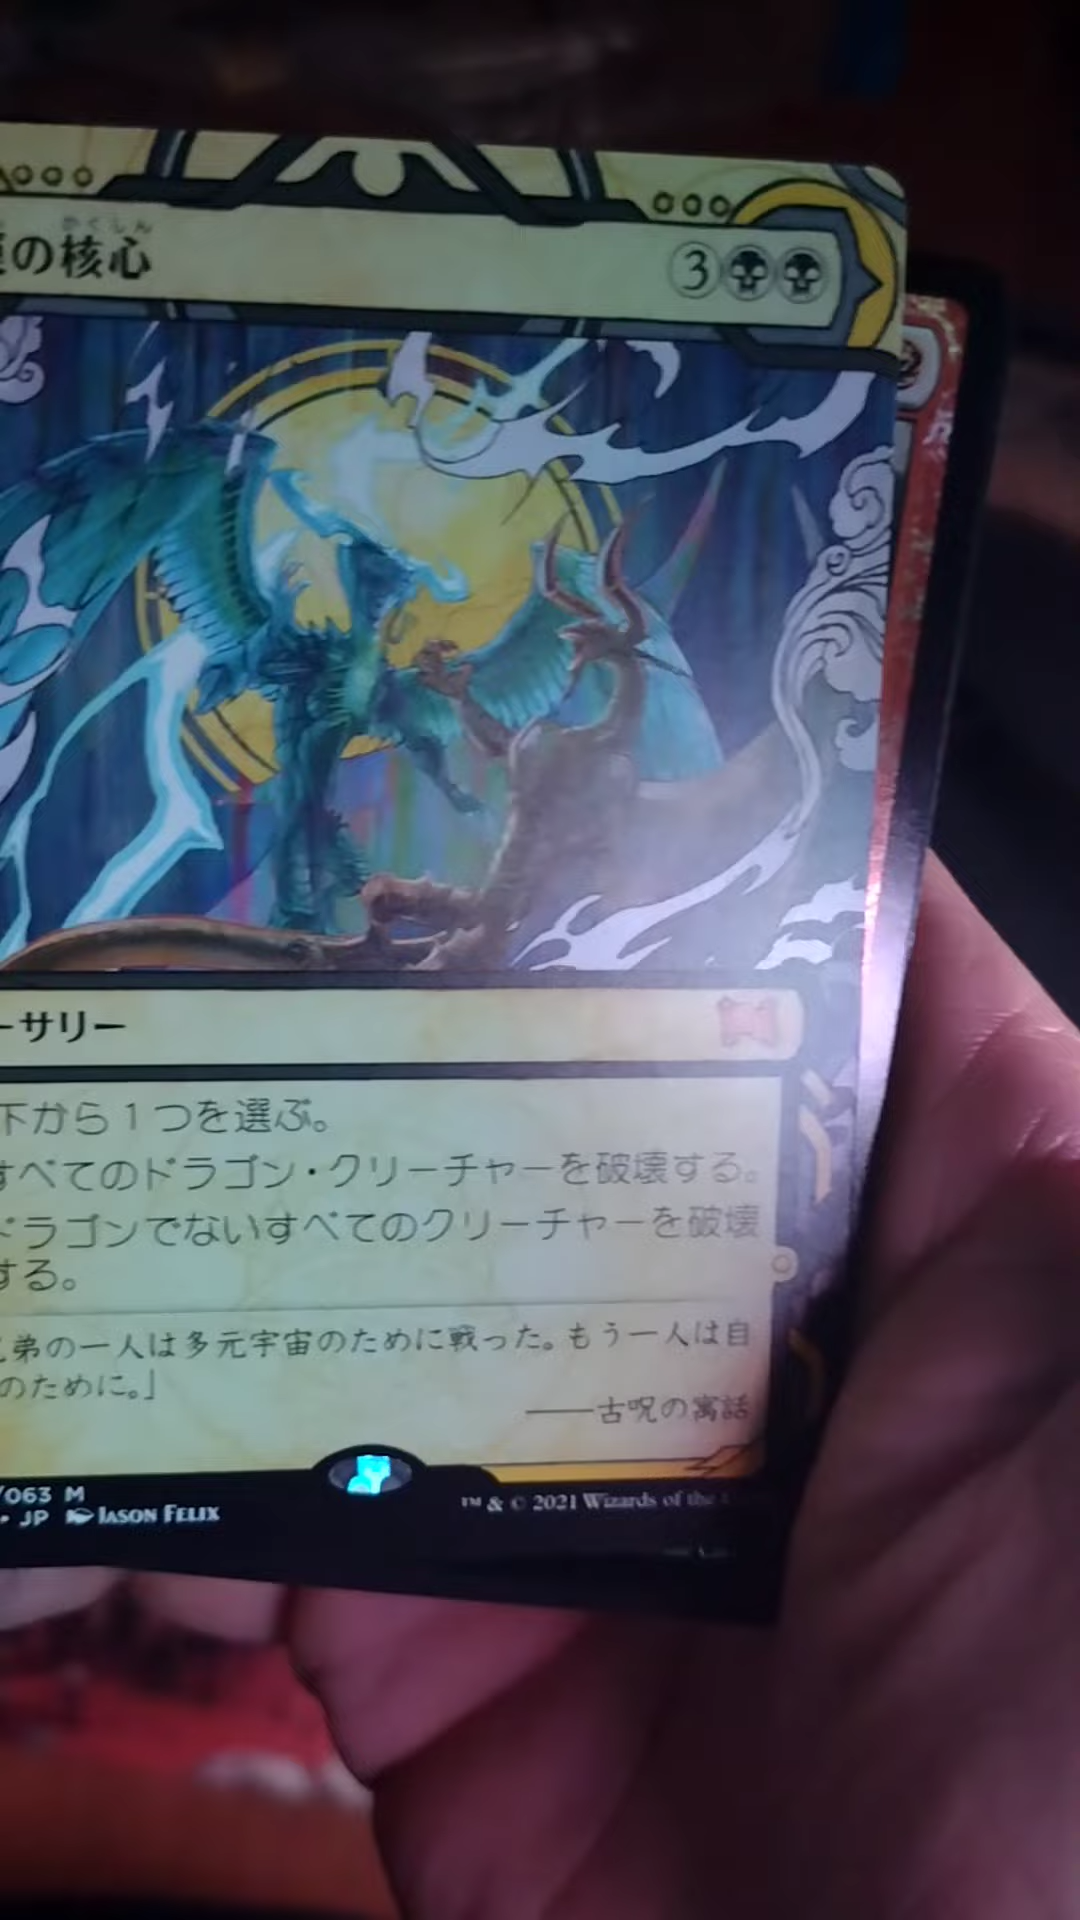 かくしん
の核心
3
ーサリー
下から1つを選ぶ。
すべてのドラゴン・クリーチャーを破壊する。
ドラゴンでないすべてのクリーチャーを破壊
する。
弟の一人は多元宇宙のために戦った。もう一人は自
のために。」
──古呪の寓話
/063 M
• JP JASON FELIX
™ & © 2021 Wizards of the